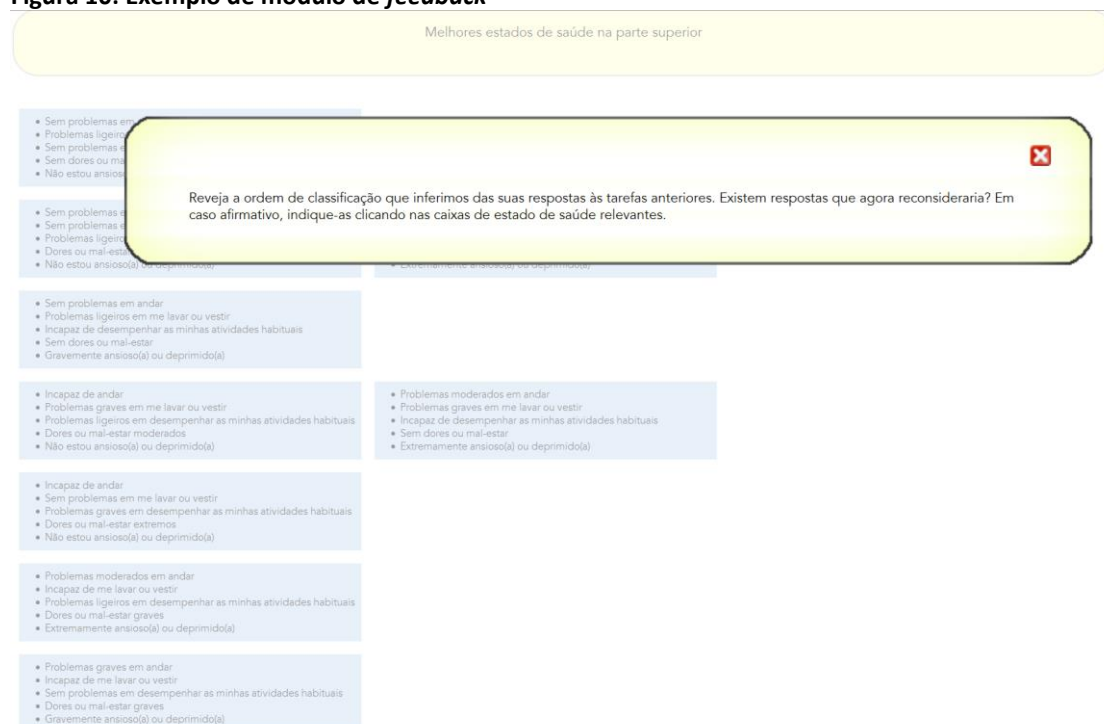 Figura 10: Exemplo de módulo de feedback
Melhores estados de saúde na parte superior
• Sem problemas em
• Problemas ligeiros
• Sem problemas
• Sem dores ou
• Não estou
Reveja a ordem de classificação que inferimos das suas respostas às tarefas anteriores. Existem respostas que agora reconsideraria? Em
caso afirmativo, indique-as clicando nas caixas de estado de saúde relevantes.
• Sem problemas
• Sem problemas
• Problemas
• Dores ou mal-estar
• Não estou ansioso(a) ou deprimido(a)
• Extremamente ansioso(a) ou deprimido(a)
• Sem problemas em andar
• Problemas ligeiros em me lavar ou vestir
• Incapaz de desempenhar as minhas atividades habituais
• Sem dores ou mal-estar
• Gravemente ansioso(a) ou deprimido(a)
• Incapaz de andar
• Problemas graves em me lavar ou vestir
• Problemas ligeiros em desempenhar as minhas atividades habituais
• Dores ou mal-estar moderados
• Não estou ansioso(a) ou deprimido(a)
• Problemas moderados em andar
• Problemas graves em me lavar ou vestir
• Incapaz de desempenhar as minhas atividades habituais
• Sem dores ou mal-estar
• Extremamente ansioso(a) ou deprimido(a)
• Incapaz de andar
• Sem problemas em me lavar ou vestir
• Problemas graves em desempenhar as minhas atividades habituais
• Dores ou mal-estar extremos
• Não estou ansioso(a) ou deprimido(a)
• Problemas moderados em andar
• Incapaz de me lavar ou vestir
• Problemas ligeiros em desempenhar as minhas atividades habituais
• Dores ou mal-estar graves
• Extremamente ansioso(a) ou deprimido(a)
• Problemas graves em andar
• Incapaz de me lavar ou vestir
• Sem problemas em desempenhar as minhas atividades habituais
• Dores ou mal-estar graves
• Gravemente ansioso(a) ou deprimido(a)